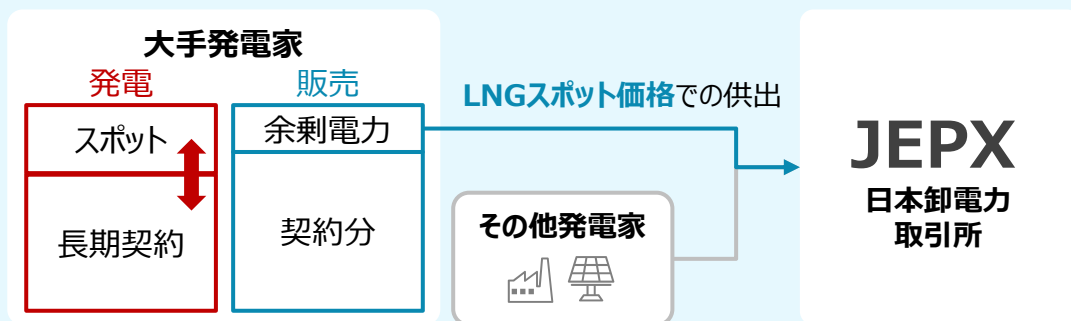 大手発電家
発電
販売
スポット
長期契約
余剰電力
契約分
LNGスポット価格での供出
その他発電家
JEPX
日本卸電力
取引所